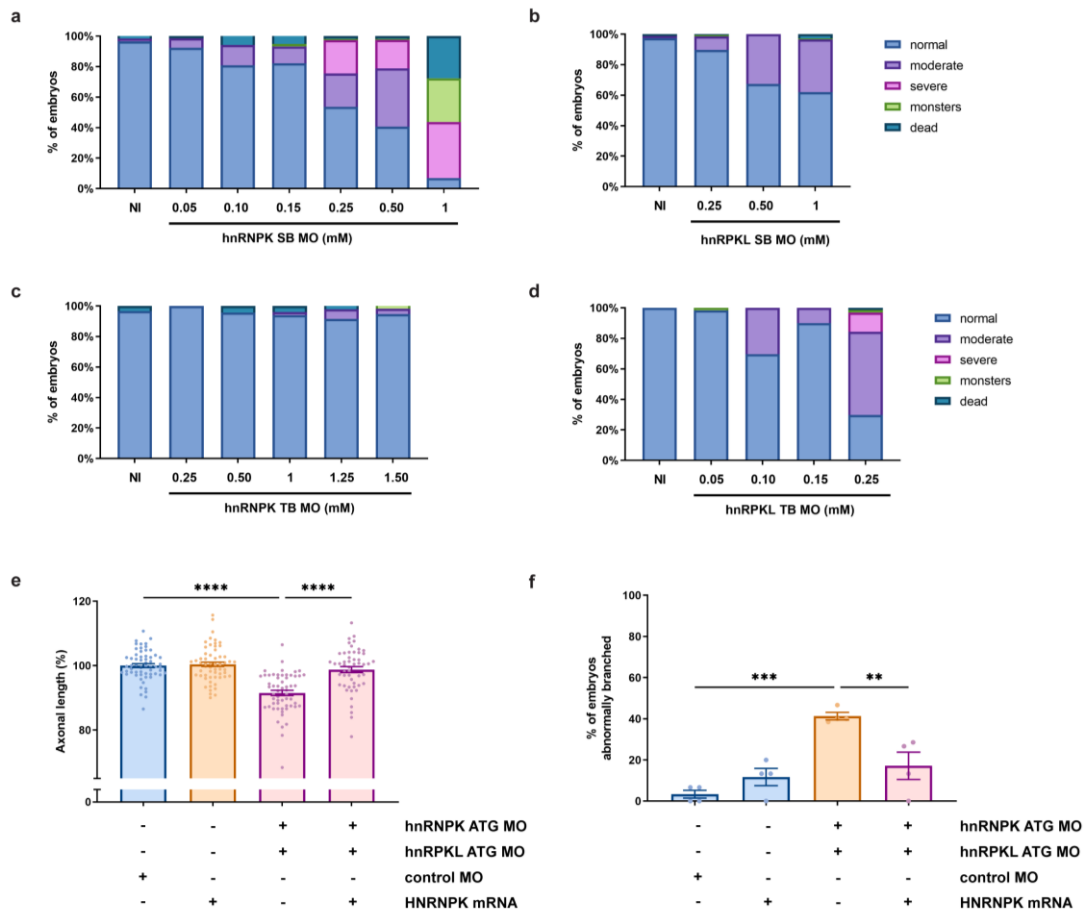 a
100%
80%
60%
40%
20%
0%
% of embryos
NI 0.05 0.10 0.15 0.25 0.50 1
hnRNPK SB MO (mM)
b
100%
80%
60%
40%
20%
0%
% of embryos
NI 0.25 0.50 1
hnRPKL SB MO (mM)
normal
moderate
severe
monsters
dead
c
100%
80%
60%
40%
20%
0%
% of embryos
NI 0.25 0.50 1 1.25 1.50
hnRNPK TB MO (mM)
d
100%
80%
60%
40%
20%
0%
% of embryos
NI 0.05 0.10 0.15 0.25
hnRPKL TB MO (mM)
normal
moderate
severe
monsters
dead
e
120
100
80
0
Axonal length (%)
**** ****
- - + + hnRNPK ATG MO
- - + + hnRPKL ATG MO
+ - - - control MO
- + - + HNRNPK mRNA
f
100
80
60
40
20
0
% of embryos
abnormally branched
*** **
- - + + hnRNPK ATG MO
- - + + hnRPKL ATG MO
+ - - - control MO
- + - + HNRNPK mRNA